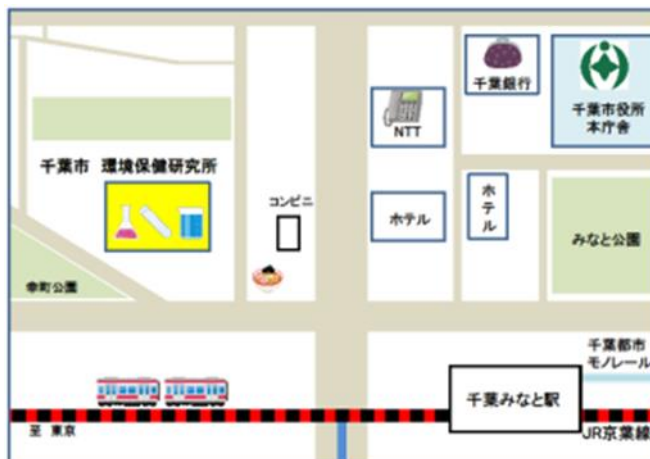 千葉銀行
千葉市役所
本庁舎
NTT
千葉市 環境保健研究所
コンビニ
ホテル
ホテル
みなと公園
幸町公園
千葉都市
モノレール
千葉みなと駅
至 東京
JR京葉線